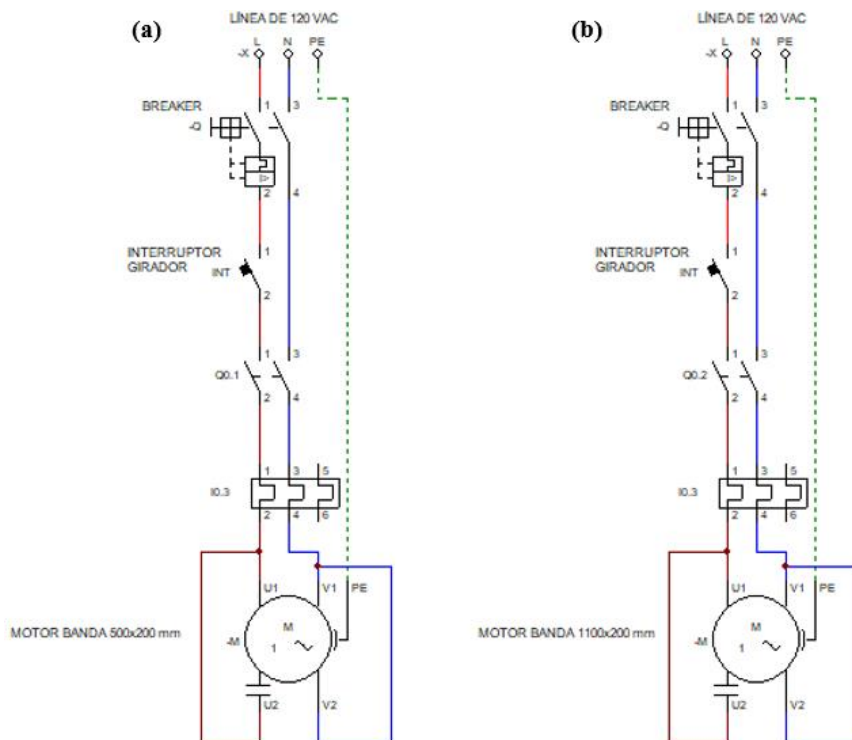 (a)
LÍNEA DE 120 VAC
L N PE
-X
BREAKER
-Q
1 3
I>
2 4
INTERRUPTOR
GIRADOR
INT
1
2
Q0.1
1 3
2 4
I0.3
1 3 5
2 4 6
U1 V1 PE
MOTOR BANDA 500x200 mm
-M
M
1
U2 V2
(b)
LÍNEA DE 120 VAC
L N PE
-X
BREAKER
-Q
1 3
I>
2 4
INTERRUPTOR
GIRADOR
INT
1
2
Q0.2
1 3
2 4
I0.3
1 3 5
2 4 6
U1 V1 PE
MOTOR BANDA 1100x200 mm
-M
M
1
U2 V2